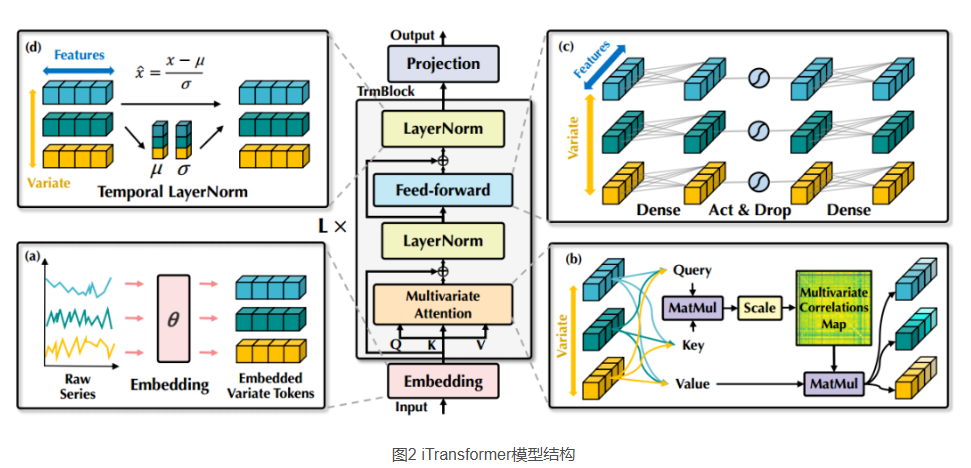 (d)
Features
x̂ = (x − μ) / σ
Variate
μ σ
Temporal LayerNorm
(a)
θ
Raw
Series
Embedding
Embedded
Variate Tokens
Output
Projection
TrmBlock
LayerNorm
Feed-forward
L ×
LayerNorm
Multivariate
Attention
Q K V
Embedding
Input
(c)
Features
Variate
Dense Act & Drop Dense
(b)
Variate
Query
MatMul
Scale
Multivariate
Correlations
Map
Key
Value
MatMul
图2 iTransformer模型结构